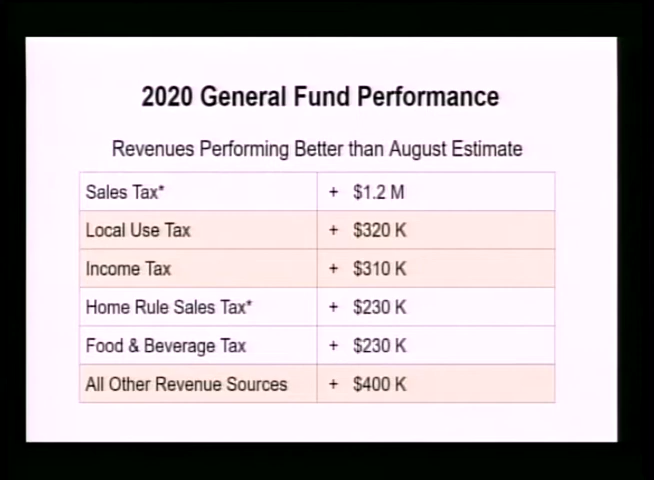 2020 General Fund Performance
Revenues Performing Better than August Estimate
Sales Tax* + $1.2 M
Local Use Tax + $320 K
Income Tax + $310 K
Home Rule Sales Tax* + $230 K
Food & Beverage Tax + $230 K
All Other Revenue Sources + $400 K